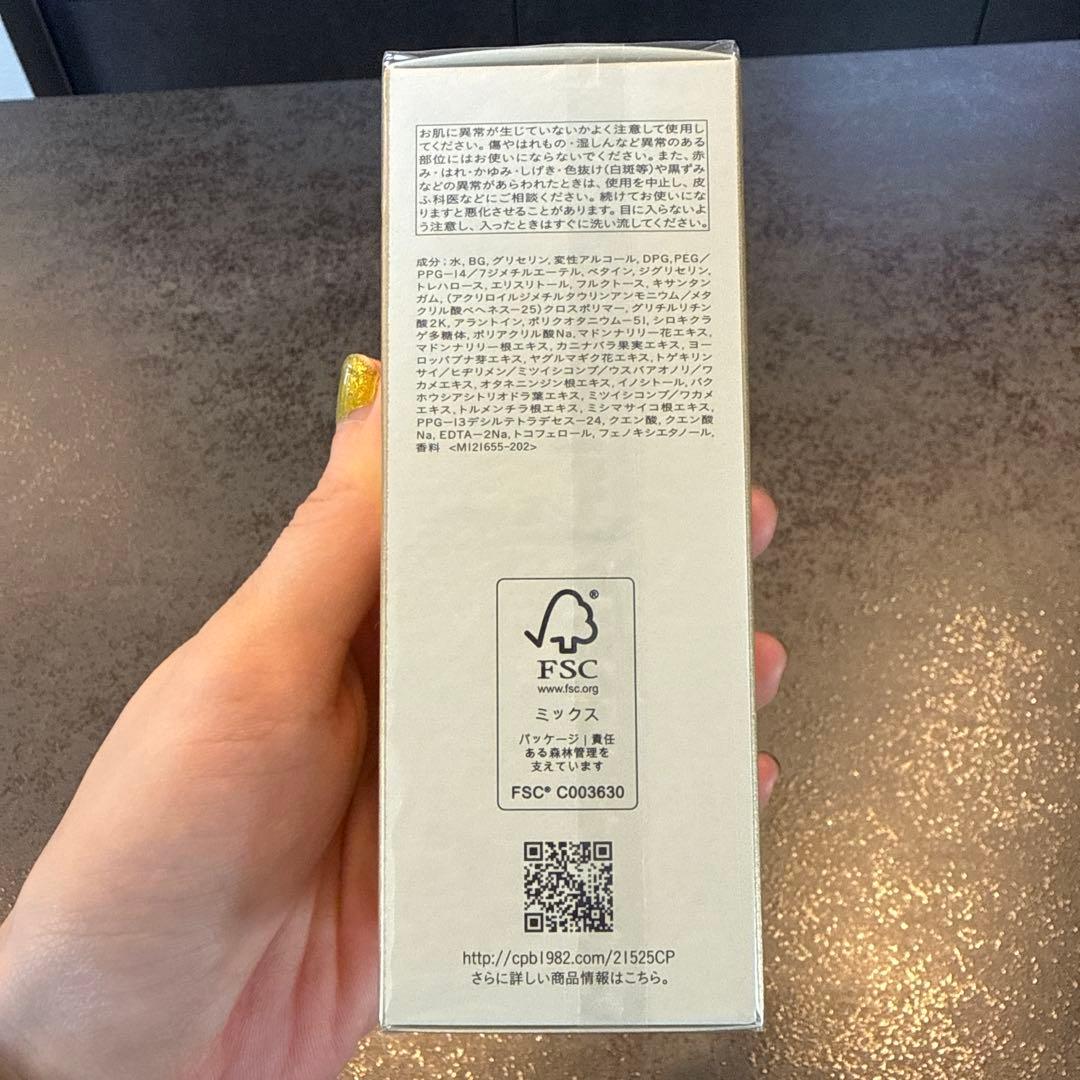 お肌に異常が生じていないかよく注意して使用し
てください。傷やはれもの・湿しんなど異常のある
部位にはお使いにならないでください。また、赤
み・はれ・かゆみ・しげき・色抜け(白斑等)や黒ずみ
などの異常があらわれたときは、使用を中止し、皮
ふ科医などにご相談ください。続けてお使いにな
りますと悪化させることがあります。目に入らないよ
う注意し、入ったときはすぐに洗い流してください。
成分:水, BG, グリセリン, 変性アルコール, DPG, PEG/
PPG-14/7ジメチルエーテル, ベタイン, ジグリセリン,
トレハロース, エリスリトール, フルクトース, キサンタン
ガム, (アクリロイルジメチルタウリンアンモニウム/メタ
クリル酸ベヘネス-25)クロスポリマー, グリチルリチン
酸2K, アラントイン, ポリクオタニウム-51, シロキクラ
ゲ多糖体, ポリアクリル酸Na, マドンナリリー花エキス,
マドンナリリー根エキス, カニナバラ果実エキス, ヨー
ロッパブナ芽エキス, ヤグルマギク花エキス, トゲキリン
サイ/ヒヂリメン/ミツイシコンブ/ウスバアオノリ/ワ
カメエキス, オタネニンジン根エキス, イノシトール, バク
ホウシアシトリオドラ葉エキス, ミツイシコンブ/ワカメ
エキス, トルメンチラ根エキス, ミシマサイコ根エキス,
PPG-13デシルテトラデセス-24, クエン酸, クエン酸
Na, EDTA-2Na, トコフェロール, フェノキシエタノール,
香料 <M121655-202>
FSC®
www.fsc.org
ミックス
パッケージ|責任
ある森林管理を
支えています
FSC® C003630
http://cpb1982.com/21525CP
さらに詳しい商品情報はこちら。